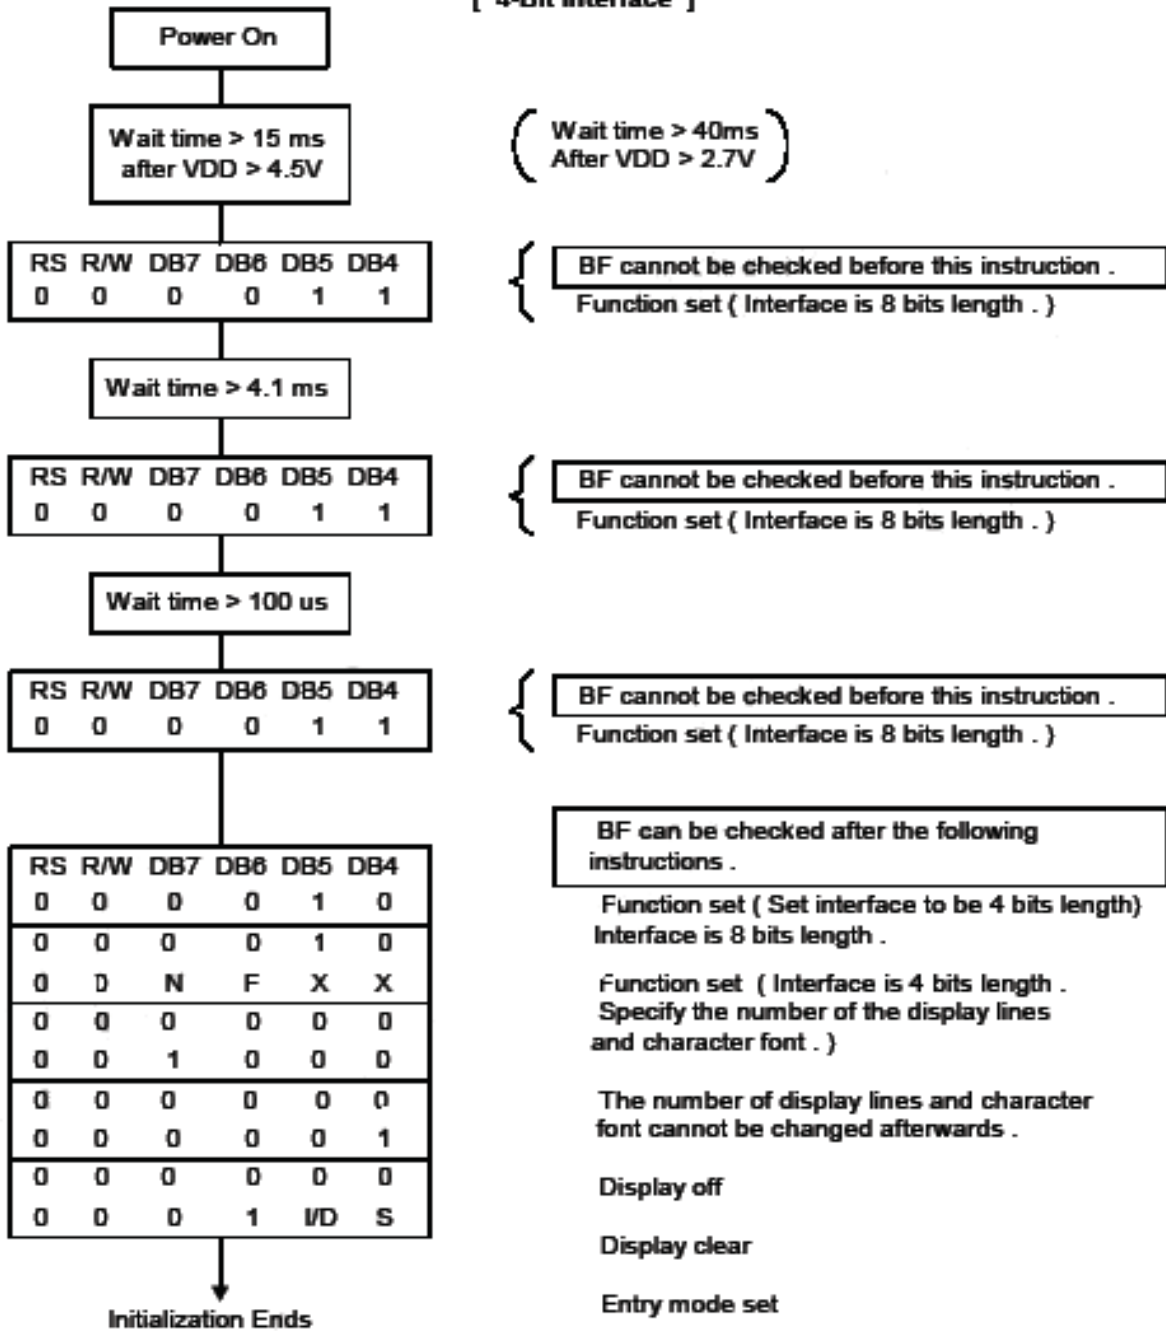 [ 4-Bit Interface ]
Power On
Wait time > 15 ms
after VDD > 4.5V
Wait time > 40ms
After VDD > 2.7V
RS R/W DB7 DB6 DB5 DB4
0 0 0 0 1 1
BF cannot be checked before this instruction .
Function set ( Interface is 8 bits length . )
Wait time > 4.1 ms
RS R/W DB7 DB6 DB5 DB4
0 0 0 0 1 1
BF cannot be checked before this instruction .
Function set ( Interface is 8 bits length . )
Wait time > 100 us
RS R/W DB7 DB6 DB5 DB4
0 0 0 0 1 1
BF cannot be checked before this instruction .
Function set ( Interface is 8 bits length . )
RS R/W DB7 DB6 DB5 DB4
0 0 0 0 1 0
0 0 0 0 1 0
0 0 N F X X
0 0 0 0 0 0
0 0 1 0 0 0
0 0 0 0 0 0
0 0 0 0 0 1
0 0 0 0 0 0
0 0 0 1 I/D S
BF can be checked after the following
instructions .
Function set ( Set interface to be 4 bits length)
Interface is 8 bits length .
Function set ( Interface is 4 bits length .
Specify the number of the display lines
and character font . )
The number of display lines and character
font cannot be changed afterwards .
Display off
Display clear
Entry mode set
Initialization Ends